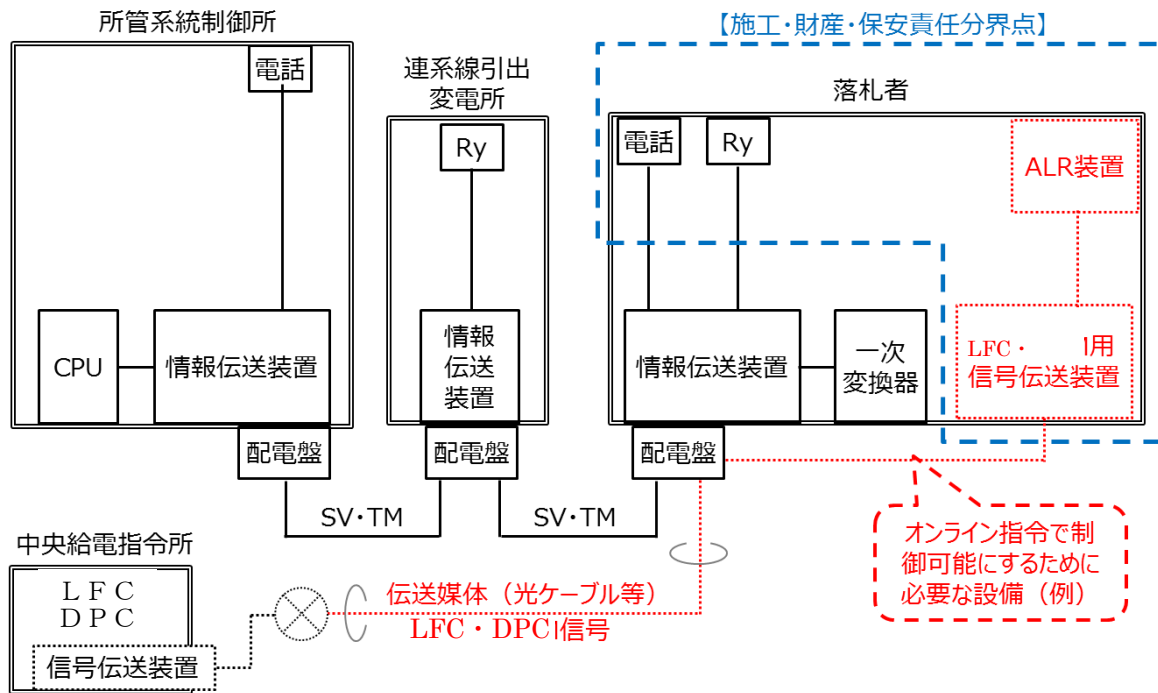 所管系統制御所
電話
CPU
情報伝送装置
配電盤
連系線引出
変電所
Ry
情報
伝送
装置
配電盤
【施工・財産・保安責任分界点】
落札者
電話
Ry
ALR装置
情報伝送装置
一次
変換器
LFC・
用
信号伝送装置
配電盤
SV・TM
SV・TM
オンライン指令で制
御可能にするために
必要な設備（例）
中央給電指令所
LFC
DPC
信号伝送装置
伝送媒体（光ケーブル等）
LFC・DPC信号